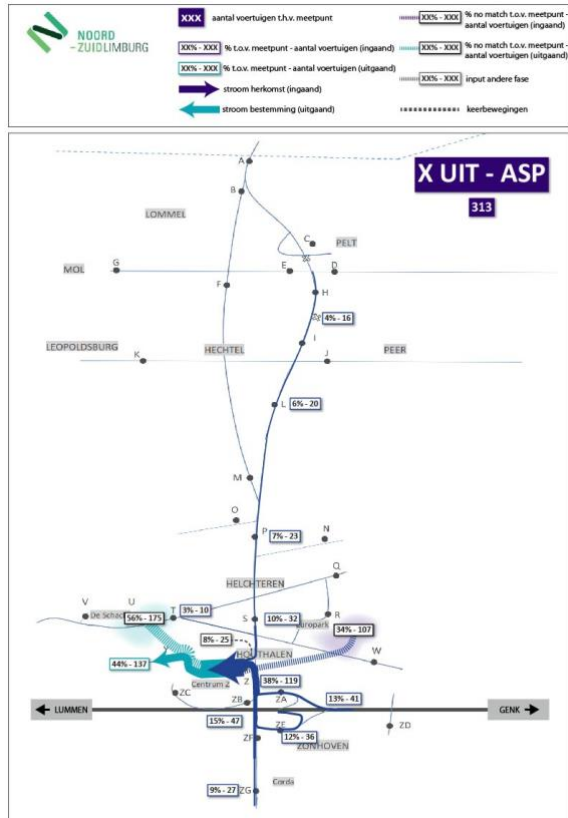 NOORD
-ZUIDLIMBURG
XXX aantal voertuigen t.h.v. meetpunt
XX% - XXX % t.o.v. meetpunt - aantal voertuigen (ingaand)
XX% - XXX % t.o.v. meetpunt - aantal voertuigen (uitgaand)
stroom herkomst (ingaand)
stroom bestemming (uitgaand)
XX% - XXX % no match t.o.v. meetpunt -
aantal voertuigen (ingaand)
XX% - XXX % no match t.o.v. meetpunt -
aantal voertuigen (uitgaand)
XX% - XXX input andere fase
keerbewegingen
X UIT - ASP
313
A
B
LOMMEL
C
PELT
MOL
G
E
D
F
H
4% - 16
I
LEOPOLDSBURG
HECHTEL
PEER
K
J
6% - 20
L
M
O
P
N
7% - 23
HELCHTEREN
Q
V
U
De Schacht
T
3% - 10
56% - 175
S
10% - 32
R
Europark
34% - 107
8% - 25
HOUTHALEN
W
44% - 137
Centrum Z
Z
38% - 119
ZC
ZB
ZA
13% - 41
LUMMEN
GENK
15% - 47
ZE
ZD
ZF
12% - 36
ZONHOVEN
9% - 27
ZG
Corda